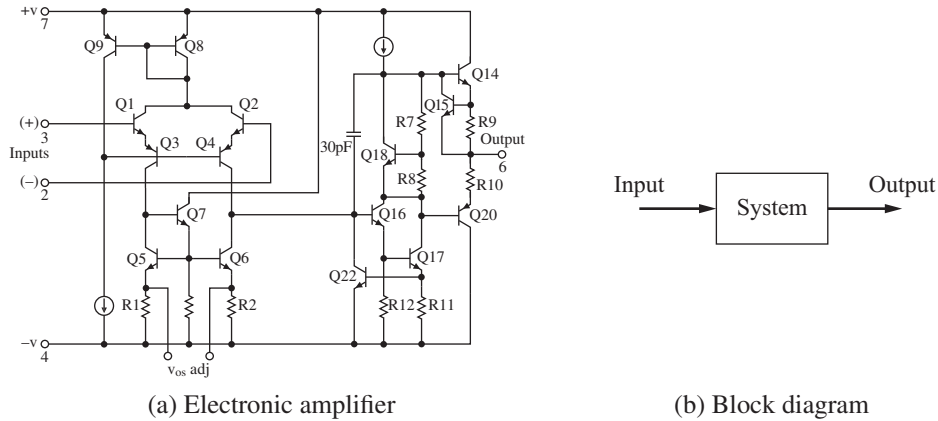 +v
7
Q9
Q8
Q14
Q1
Q2
Q15
(+)
3
R7
R9
Output
6
Inputs
Q3
Q4
30pF
Q18
(−)
2
R8
R10
Q7
Q16
Q20
Q5
Q6
Q17
Q22
R1
R2
R12
R11
−v
4
vos adj
(a) Electronic amplifier
Input
Output
System
(b) Block diagram